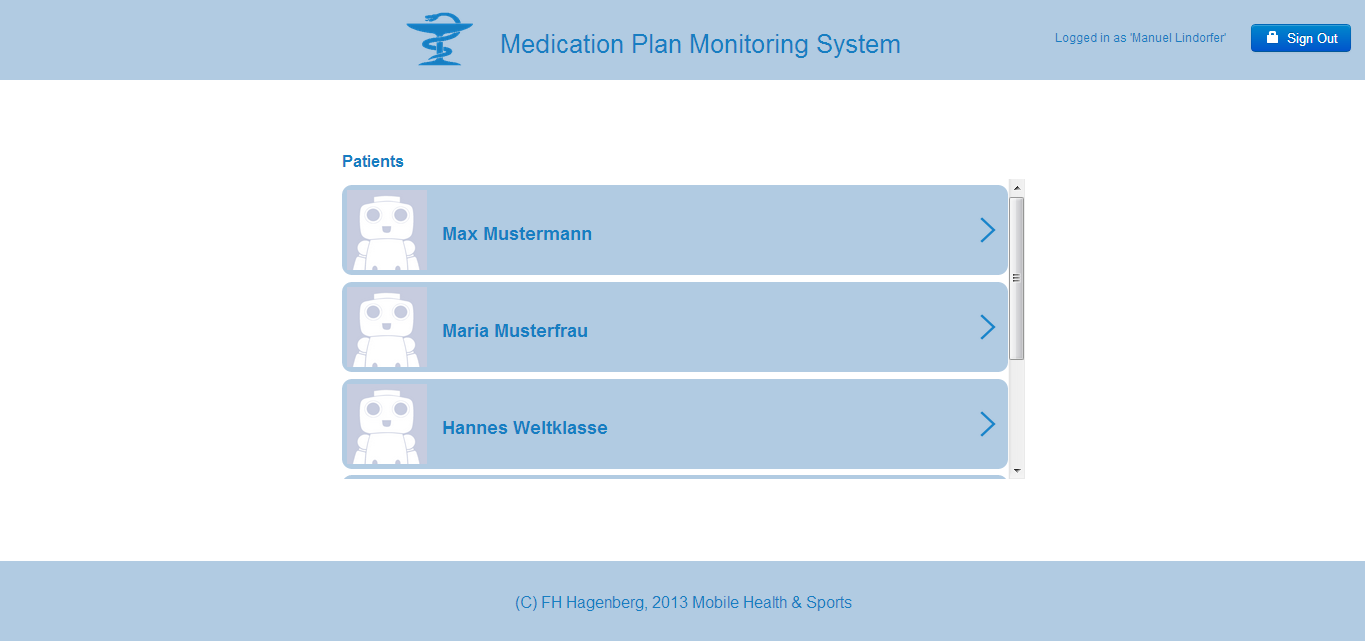 Medication Plan Monitoring System
Logged in as 'Manuel Lindorfer'
Sign Out
Patients
Max Mustermann
Maria Musterfrau
Hannes Weltklasse
(C) FH Hagenberg, 2013 Mobile Health & Sports